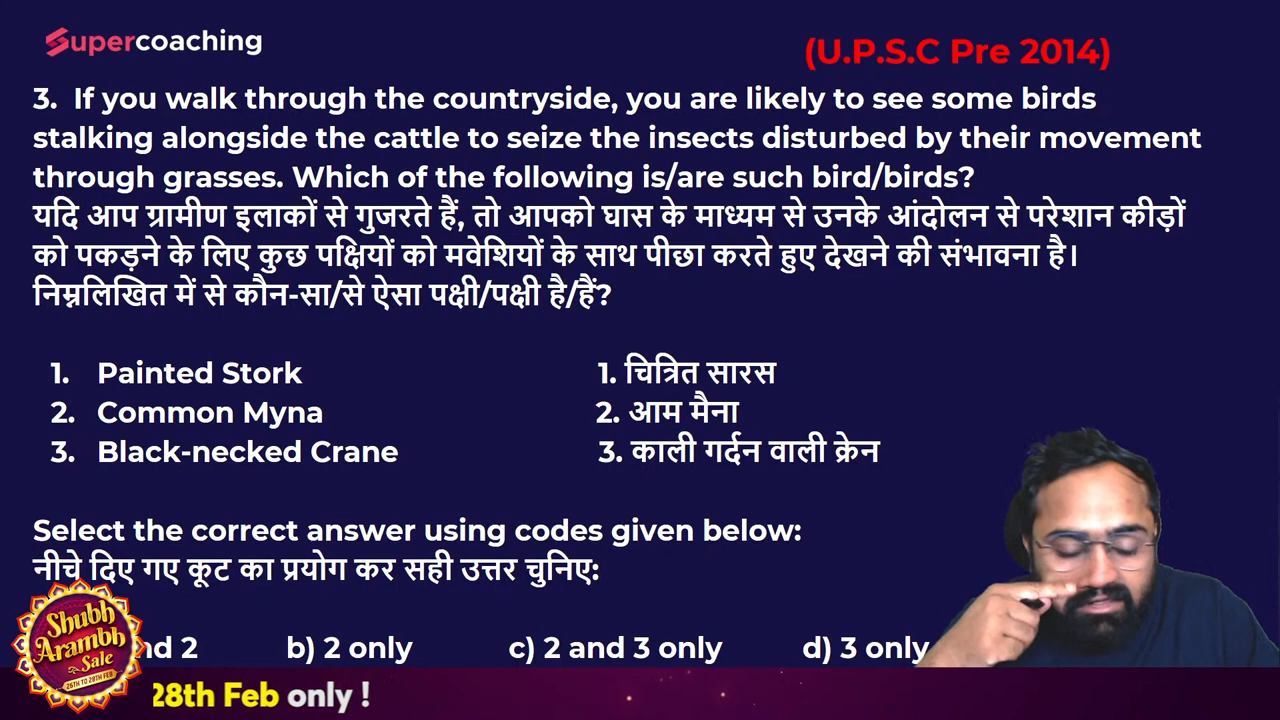 Supercoaching
(U.P.S.C Pre 2014)
3. If you walk through the countryside, you are likely to see some birds
stalking alongside the cattle to seize the insects disturbed by their movement
through grasses. Which of the following is/are such bird/birds?
यदि आप ग्रामीण इलाकों से गुजरते हैं, तो आपको घास के माध्यम से उनके आंदोलन से परेशान कीड़ों
को पकड़ने के लिए कुछ पक्षियों को मवेशियों के साथ पीछा करते हुए देखने की संभावना है।
निम्नलिखित में से कौन-सा/से ऐसा पक्षी/पक्षी है/हैं?
1. Painted Stork 1. चित्रित सारस
2. Common Myna 2. आम मैना
3. Black-necked Crane 3. काली गर्दन वाली क्रेन
Select the correct answer using codes given below:
नीचे दिए गए कूट का प्रयोग कर सही उत्तर चुनिए:
nd 2 b) 2 only c) 2 and 3 only d) 3 only
Shubh
Arambh
Sale
26TH TO 28TH FEB
28th Feb only !